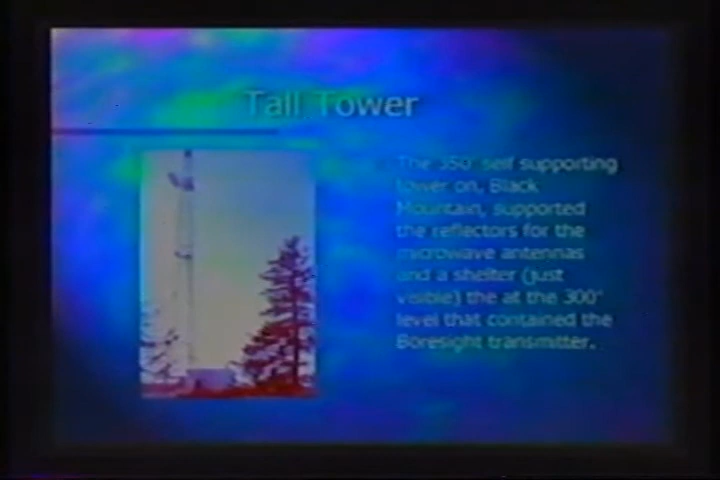 Tall Tower
The 350' self supporting
tower on, Black
Mountain, supported
the reflectors for the
microwave antennas
and a shelter (just
visible) the at the 300'
level that contained the
Boresight transmitter.